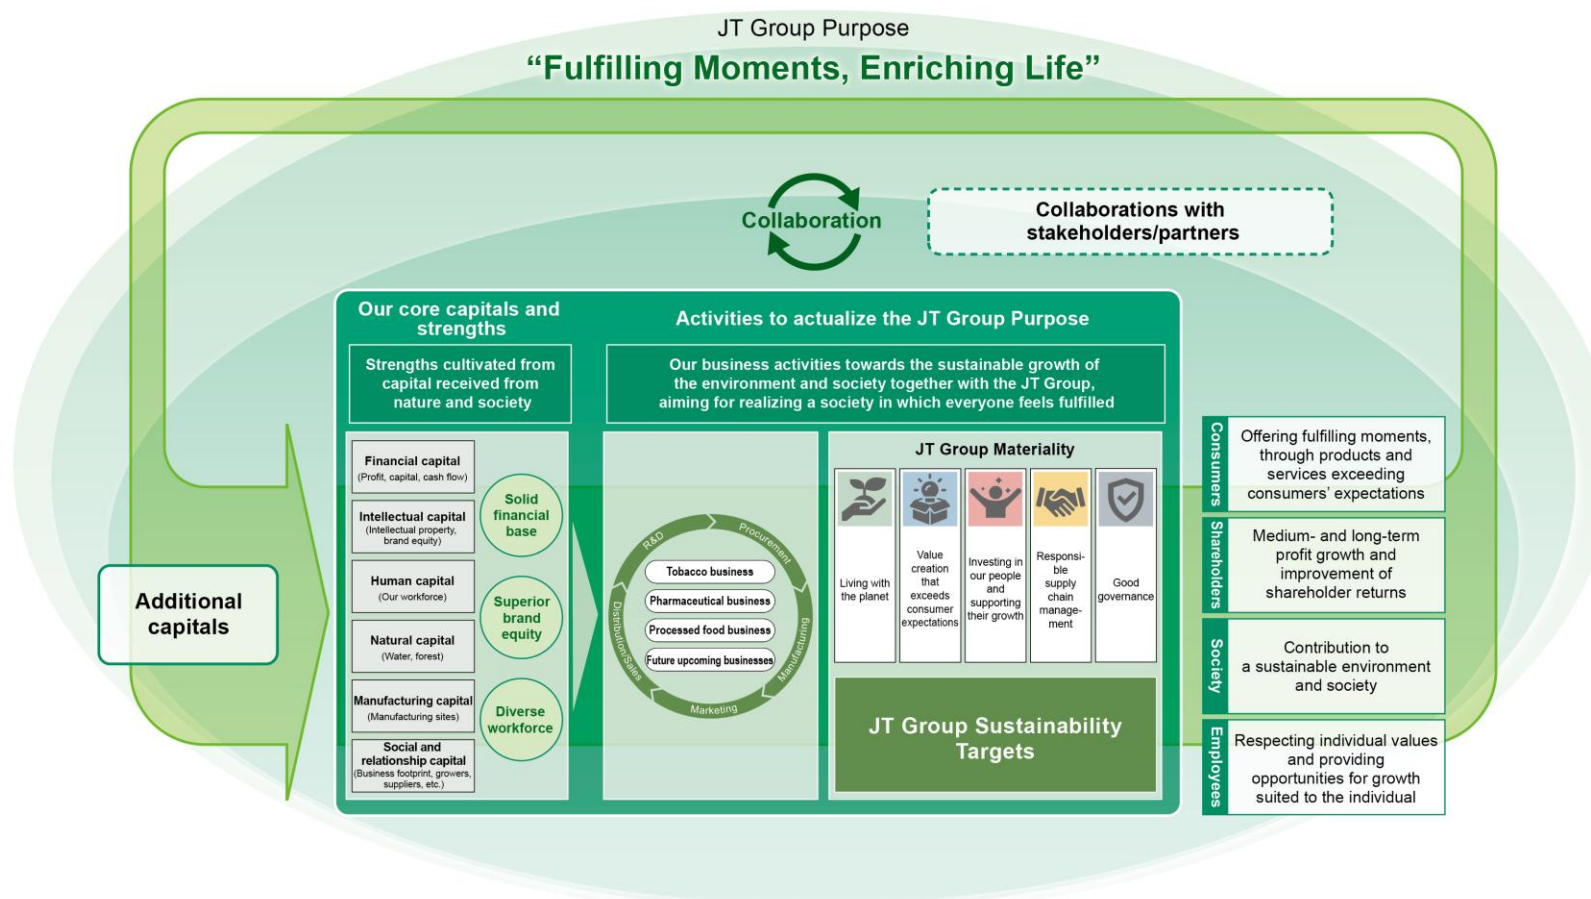 JT Group Purpose
“Fulfilling Moments, Enriching Life”
Collaboration
Collaborations with
stakeholders/partners
Our core capitals and
strengths
Strengths cultivated from
capital received from
nature and society
Activities to actualize the JT Group Purpose
Our business activities towards the sustainable growth of
the environment and society together with the JT Group,
aiming for realizing a society in which everyone feels fulfilled
Additional
capitals
Financial capital
(Profit, capital, cash flow)
Intellectual capital
(Intellectual property,
brand equity)
Human capital
(Our workforce)
Natural capital
(Water, forest)
Manufacturing capital
(Manufacturing sites)
Social and
relationship capital
(Business footprint, growers,
suppliers, etc.)
Solid
financial
base
Superior
brand
equity
Diverse
workforce
R&D
Procurement
Manufacturing
Marketing
Distribution/Sales
Tobacco business
Pharmaceutical business
Processed food business
Future upcoming businesses
JT Group Materiality
Living with
the planet
Value
creation
that
exceeds
consumer
expectations
Investing in
our people
and
supporting
their growth
Responsi-
ble
supply
chain
manage-
ment
Good
governance
JT Group Sustainability
Targets
Consumers
Offering fulfilling moments,
through products and
services exceeding
consumers’ expectations
Shareholders
Medium- and long-term
profit growth and
improvement of
shareholder returns
Society
Contribution to
a sustainable environment
and society
Employees
Respecting individual values
and providing
opportunities for growth
suited to the individual